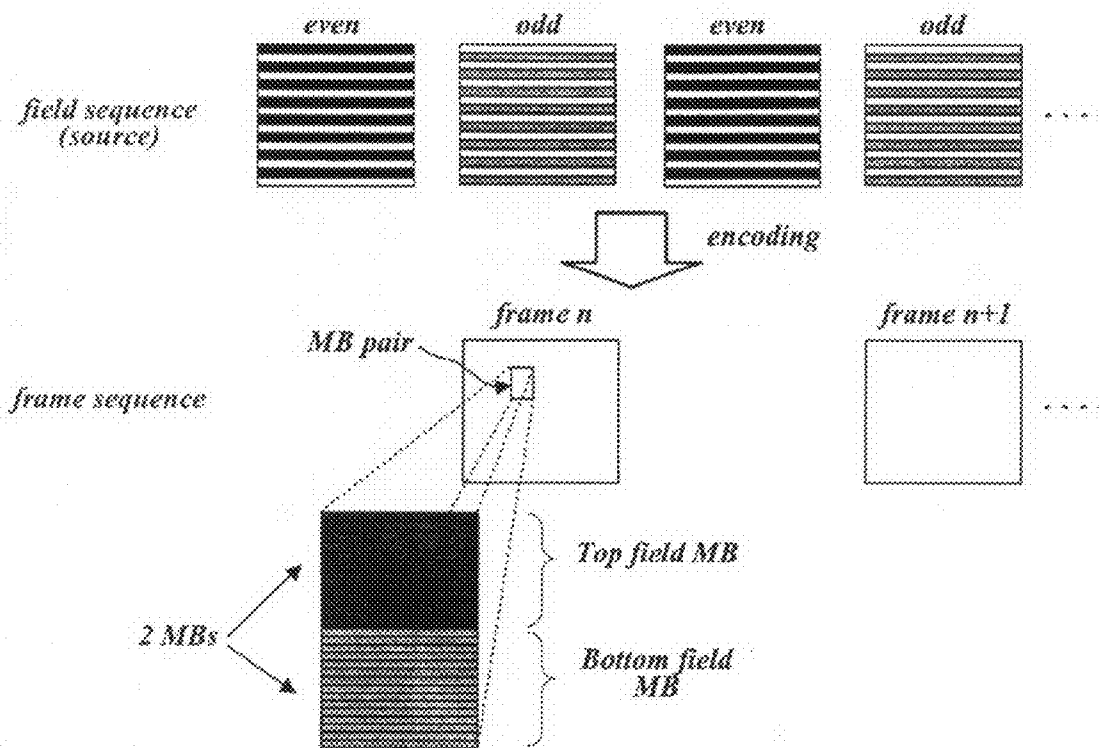 even odd even odd
field sequence
(source)
. . . .
encoding
frame n frame n+1
MB pair
frame sequence
. . . .
Top field MB
2 MBs
Bottom field
MB